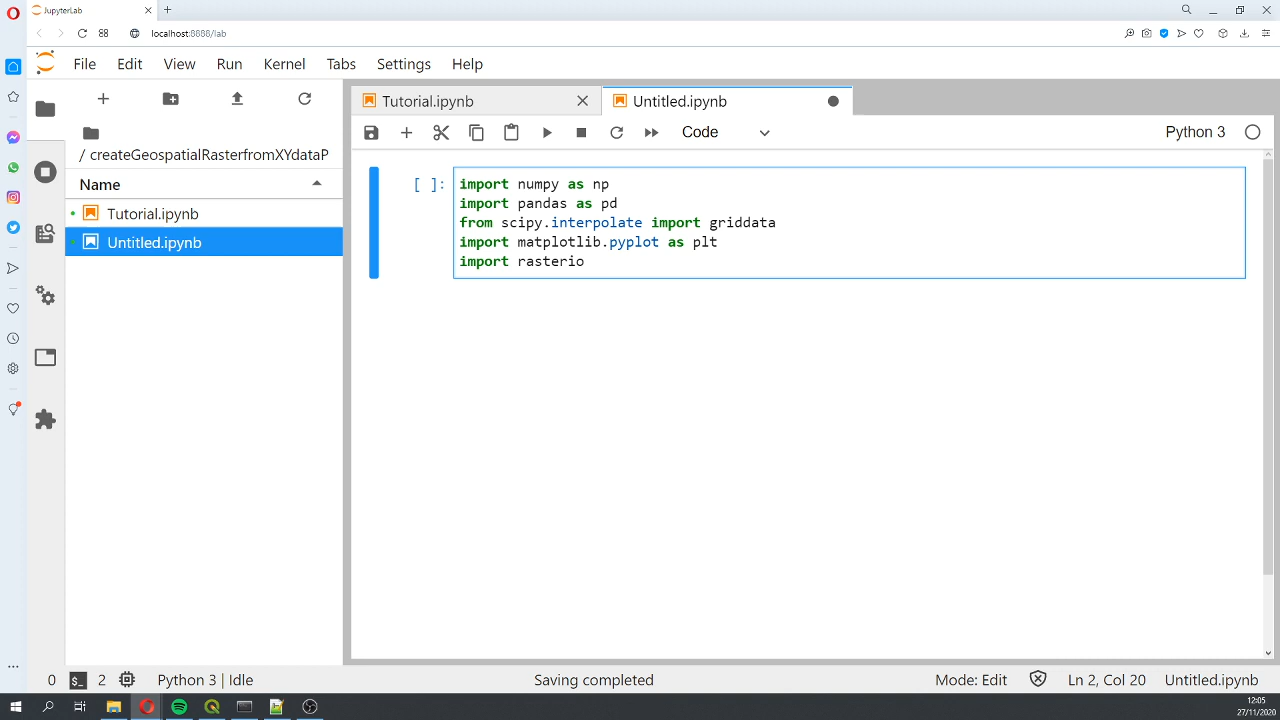 JupyterLab
localhost:8888/lab
File Edit View Run Kernel Tabs Settings Help
Tutorial.ipynb
Untitled.ipynb
Code
Python 3
/ createGeospatialRasterfromXYdataP
Name
Tutorial.ipynb
Untitled.ipynb
[ ]:
import numpy as np
import pandas as pd
from scipy.interpolate import griddata
import matplotlib.pyplot as plt
import rasterio
0 $_ 2 Python 3 | Idle Saving completed Mode: Edit Ln 2, Col 20 Untitled.ipynb
12:05
27/11/2020